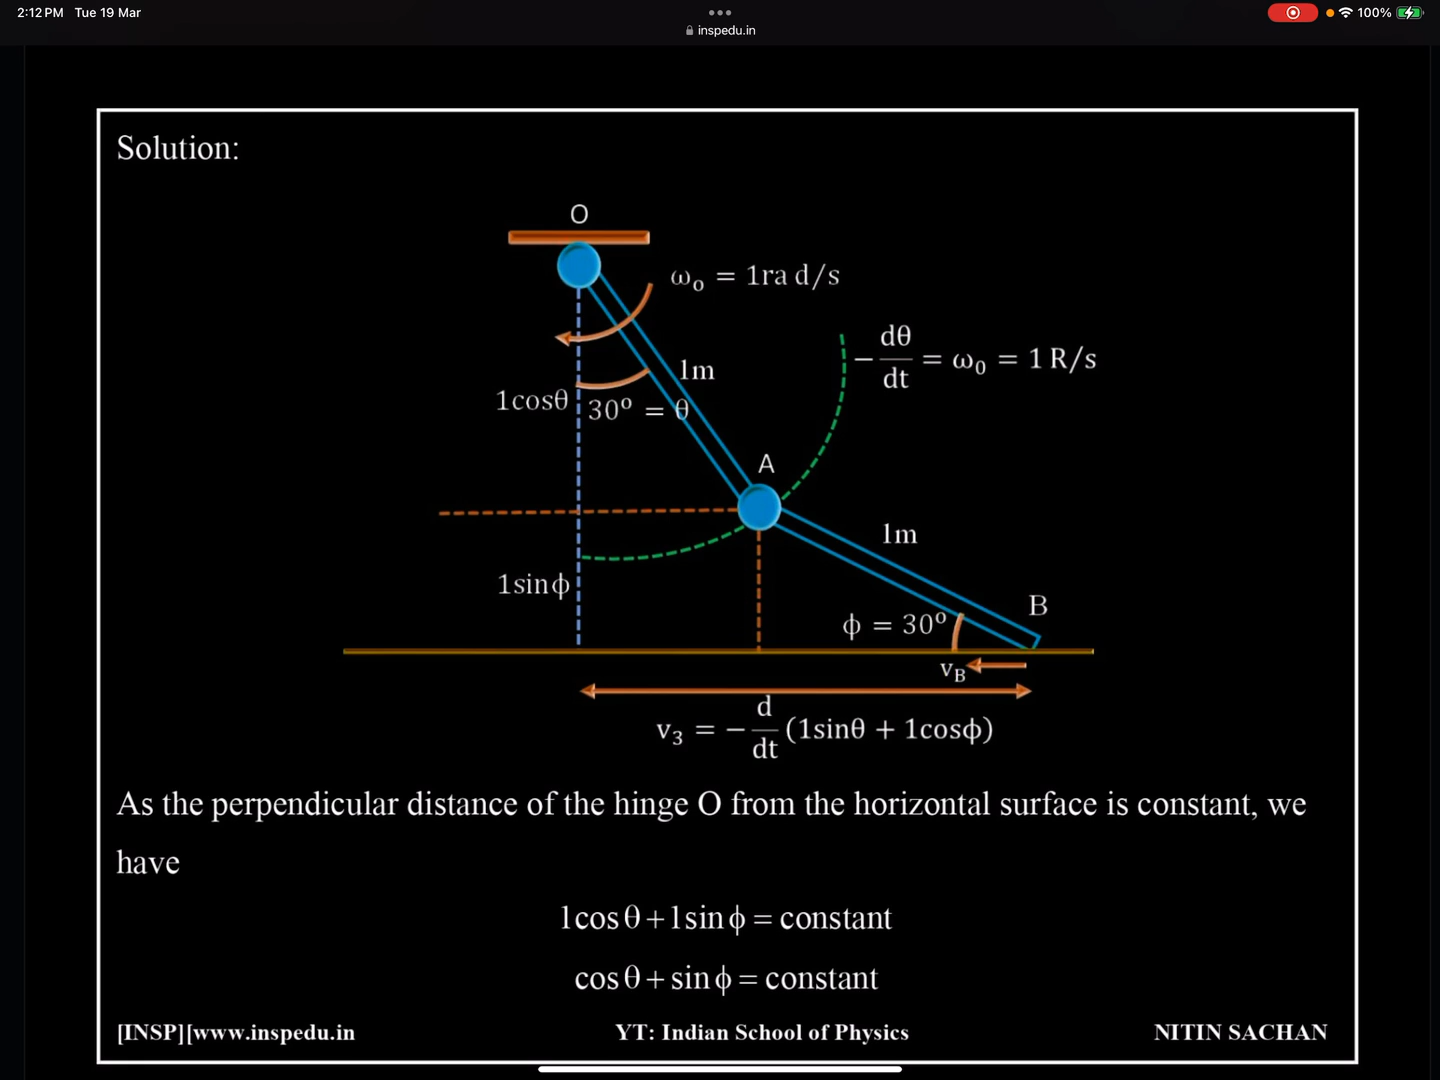 2:12 PM Tue 19 Mar
100%
inspedu.in
Solution:
O
ω₀ = 1ra d/s
−dθ/dt = ω₀ = 1 R/s
1m
1cosθ
30⁰ = θ
A
1m
1sinϕ
B
ϕ = 30⁰
v_B
v₃ = −d/dt (1sinθ + 1cosϕ)
As the perpendicular distance of the hinge O from the horizontal surface is constant, we
have
1cosθ+1sinϕ=constant
cosθ+sinϕ=constant
[INSP][www.inspedu.in YT: Indian School of Physics NITIN SACHAN